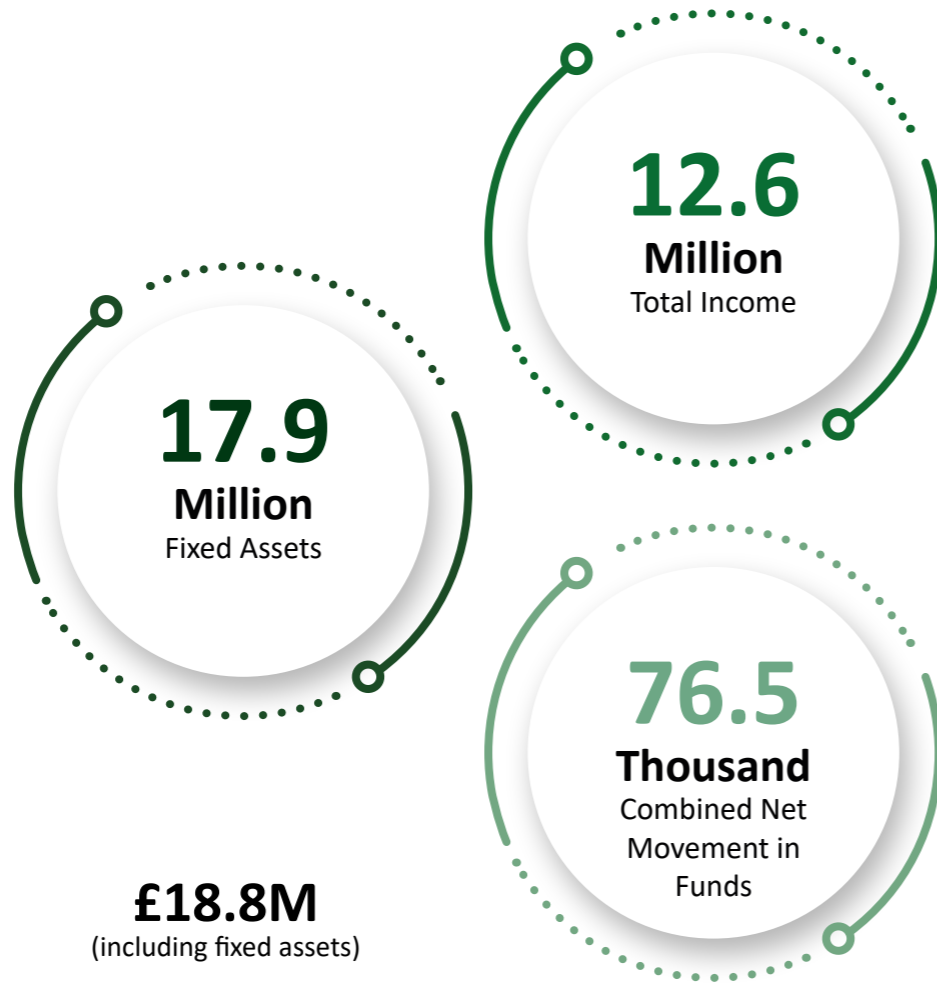 12.6
Million
Total Income
17.9
Million
Fixed Assets
76.5
Thousand
Combined Net
Movement in
Funds
£18.8M
(including fixed assets)